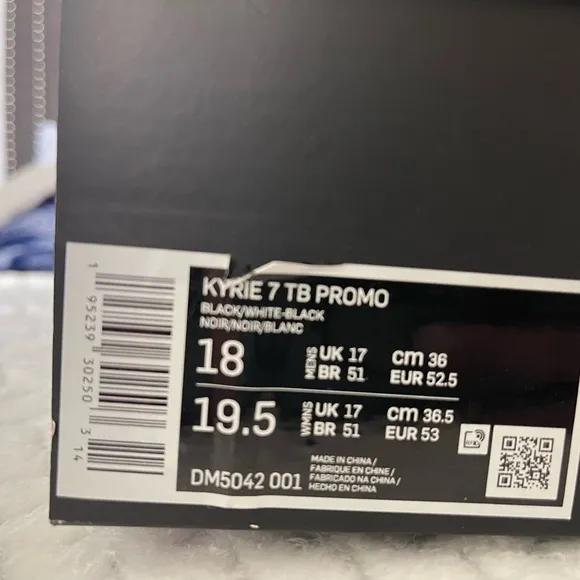 KYRIE 7 TB PROMO
BLACK/WHITE-BLACK
NOIR/NOIR/BLANC
18 MENS UK 17 cm 36
BR 51 EUR 52.5
19.5 WMNS UK 17 cm 36.5
BR 51 EUR 53
DM5042 001
MADE IN CHINA /
FABRIQUE EN CHINE /
FABRICADO NA CHINA /
HECHO EN CHINA
1 95239 30250 3 14